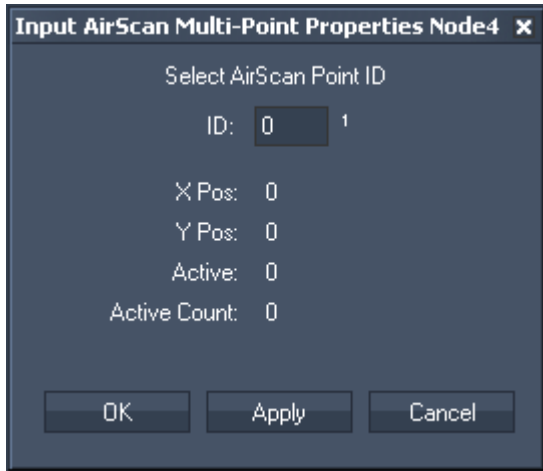 Input AirScan Multi-Point Properties Node4 ×
Select AirScan Point ID
ID: 0 1
X Pos: 0
Y Pos: 0
Active: 0
Active Count: 0
OK Apply Cancel